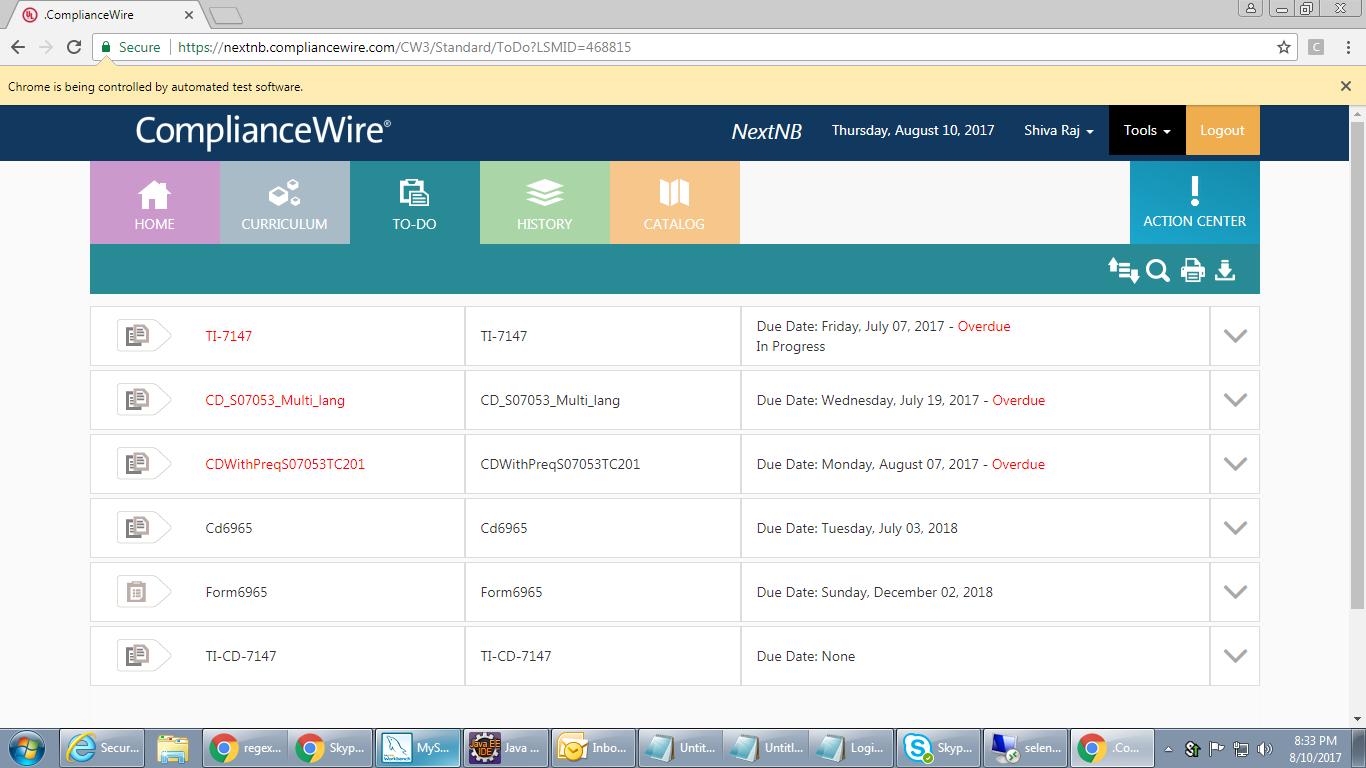 .ComplianceWire
Secure
https://nextnb.compliancewire.com/CW3/Standard/ToDo?LSMID=468815
C
Chrome is being controlled by automated test software.
ComplianceWire®
NextNB
Thursday, August 10, 2017
Shiva Raj
Tools
Logout
HOME
CURRICULUM
TO-DO
HISTORY
CATALOG
ACTION CENTER
TI-7147
TI-7147
Due Date: Friday, July 07, 2017 - Overdue
In Progress
CD_S07053_Multi_lang
CD_S07053_Multi_lang
Due Date: Wednesday, July 19, 2017 - Overdue
CDWithPreqS07053TC201
CDWithPreqS07053TC201
Due Date: Monday, August 07, 2017 - Overdue
Cd6965
Cd6965
Due Date: Tuesday, July 03, 2018
Form6965
Form6965
Due Date: Sunday, December 02, 2018
TI-CD-7147
TI-CD-7147
Due Date: None
Secur...
regex...
Skyp...
MyS...
Java ...
Inbo...
Untit...
Untitl...
Logi...
Skyp...
selen...
.Co...
8:33 PM
8/10/2017